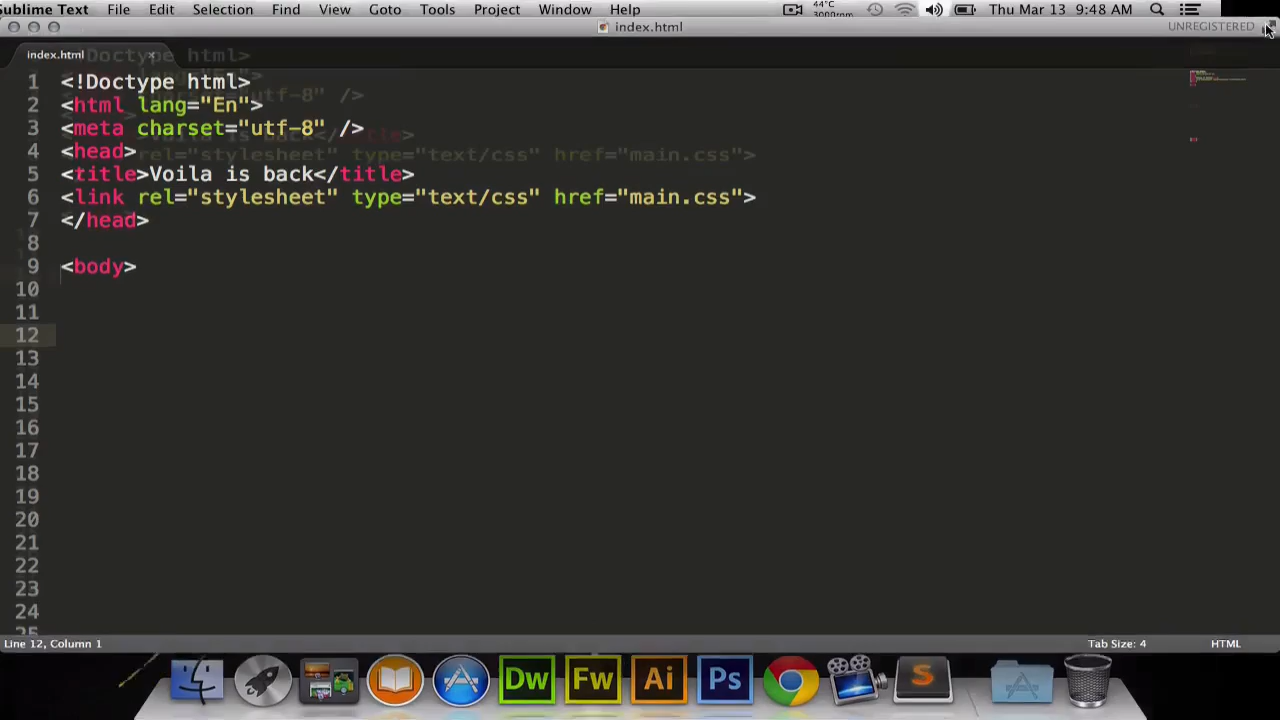 Sublime Text File Edit Selection Find View Goto Tools Project Window Help 44°C 3000rpm Thu Mar 13 9:48 AM
index.html UNREGISTERED
index.html ×
1 <!Doctype html>
2 <html lang="En">
3 <meta charset="utf-8" />
4 <head>
5 <title>Voila is back</title>
6 <link rel="stylesheet" type="text/css" href="main.css">
7 </head>
8
9 <body>
10
11
12
13
14
15
16
17
18
19
20
21
22
23
24
25
Line 12, Column 1 Tab Size: 4 HTML
Dw Fw Ai Ps S